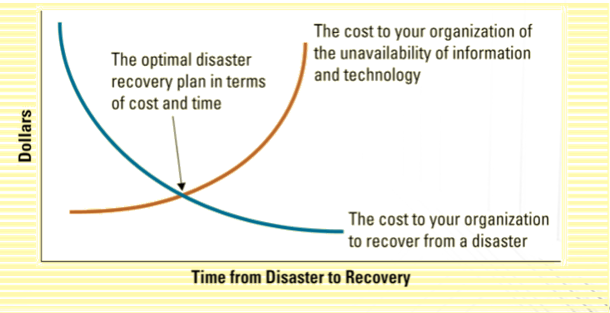 The cost to your organization of
the unavailability of information
and technology
The optimal disaster
recovery plan in terms
of cost and time
Dollars
The cost to your organization
to recover from a disaster
Time from Disaster to Recovery